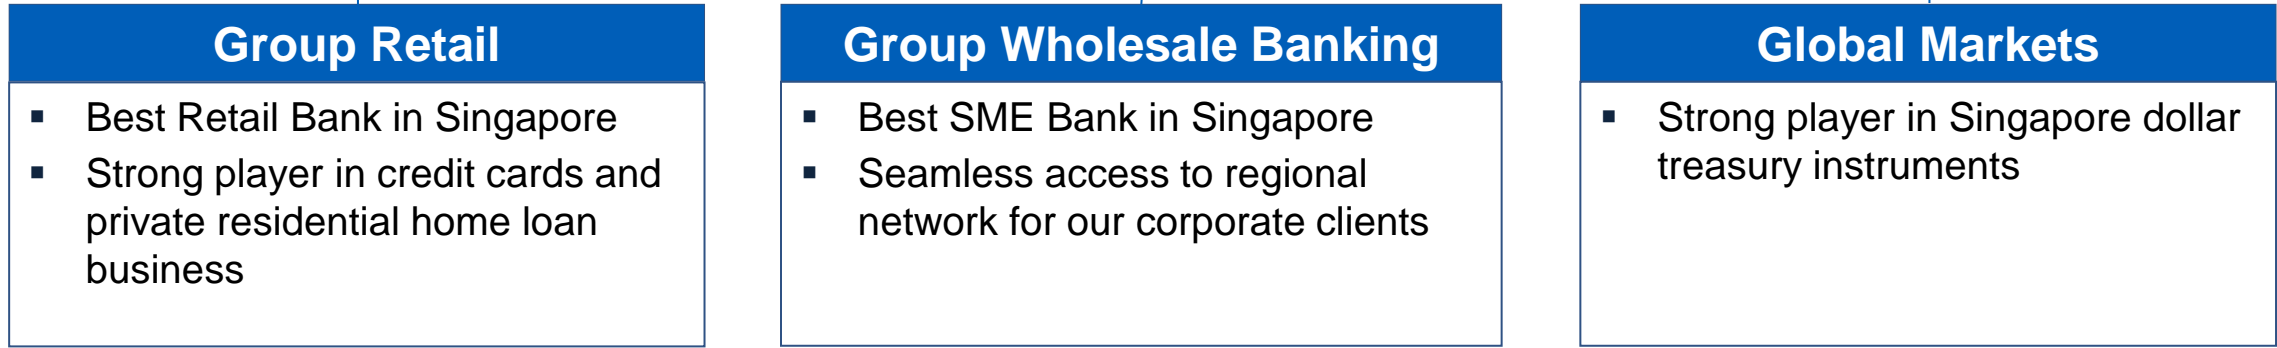 Group Retail
▪ Best Retail Bank in Singapore
▪ Strong player in credit cards and
private residential home loan
business
Group Wholesale Banking
▪ Best SME Bank in Singapore
▪ Seamless access to regional
network for our corporate clients
Global Markets
▪ Strong player in Singapore dollar
treasury instruments